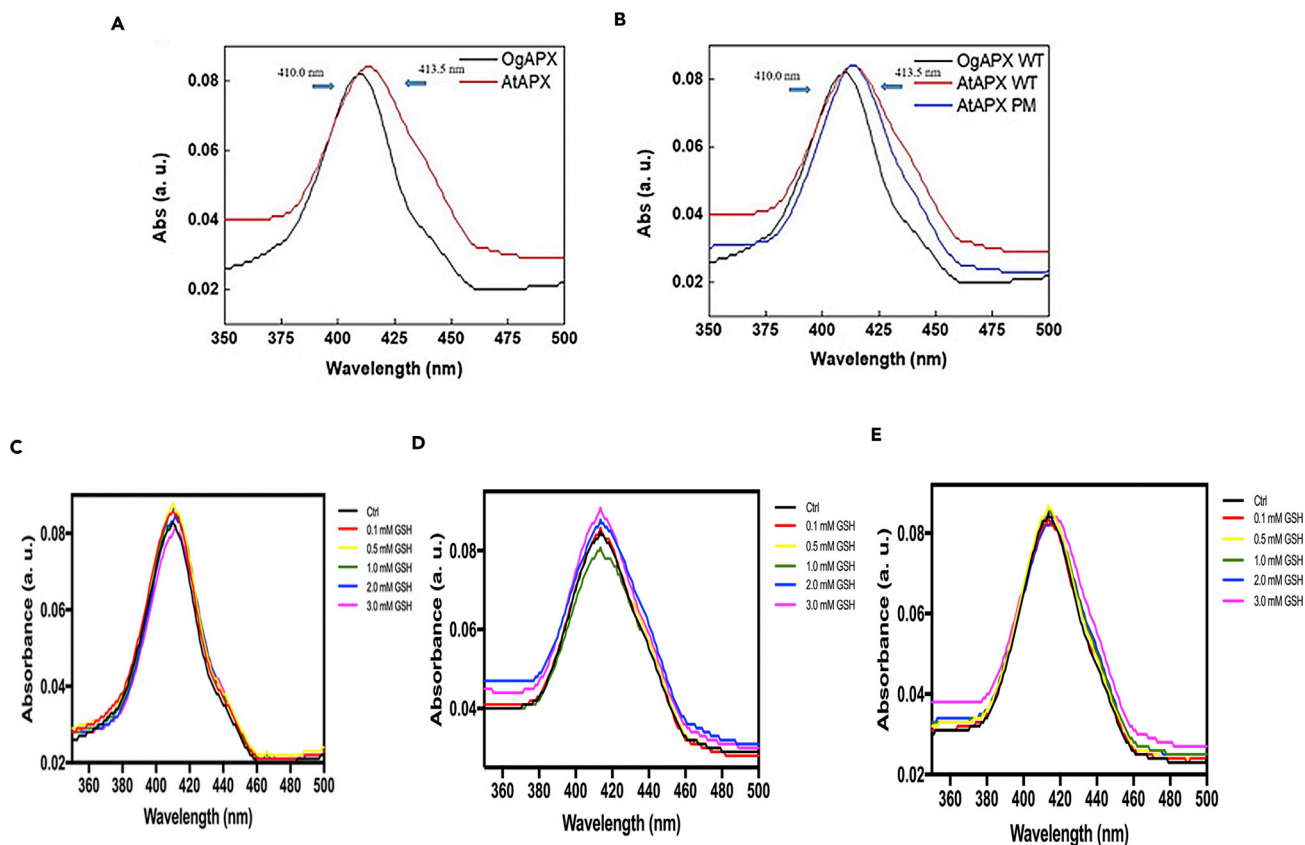 A
OgAPX
AtAPX
410.0 nm
413.5 nm
0.08
0.06
0.04
0.02
Abs (a. u.)
350 375 400 425 450 475 500
Wavelength (nm)
B
OgAPX WT
AtAPX WT
AtAPX PM
410.0 nm
413.5 nm
0.08
0.06
0.04
0.02
Abs (a. u.)
350 375 400 425 450 475 500
Wavelength (nm)
C
Ctrl
0.1 mM GSH
0.5 mM GSH
1.0 mM GSH
2.0 mM GSH
3.0 mM GSH
0.08
0.06
0.04
0.02
Absorbance (a. u.)
360 380 400 420 440 460 480 500
Wavelength (nm)
D
Ctrl
0.1 mM GSH
0.5 mM GSH
1.0 mM GSH
2.0 mM GSH
3.0 mM GSH
0.08
0.06
0.04
Absorbance (a. u.)
360 380 400 420 440 460 480 500
Wavelength (nm)
E
Ctrl
0.1 mM GSH
0.5 mM GSH
1.0 mM GSH
2.0 mM GSH
3.0 mM GSH
0.08
0.06
0.04
0.02
Absorbance (a. u.)
360 380 400 420 440 460 480 500
Wavelength (nm)